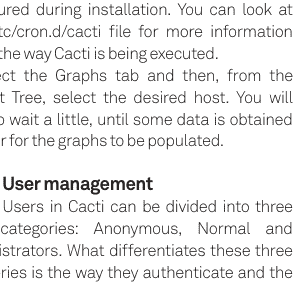 ured during installation. You can look at
tc/cron.d/cacti file for more information
the way Cacti is being executed.
ect the Graphs tab and then, from the
t Tree, select the desired host. You will
o wait a little, until some data is obtained
r for the graphs to be populated.
User management
Users in Cacti can be divided into three
categories: Anonymous, Normal and
istrators. What differentiates these three
ries is the way they authenticate and the